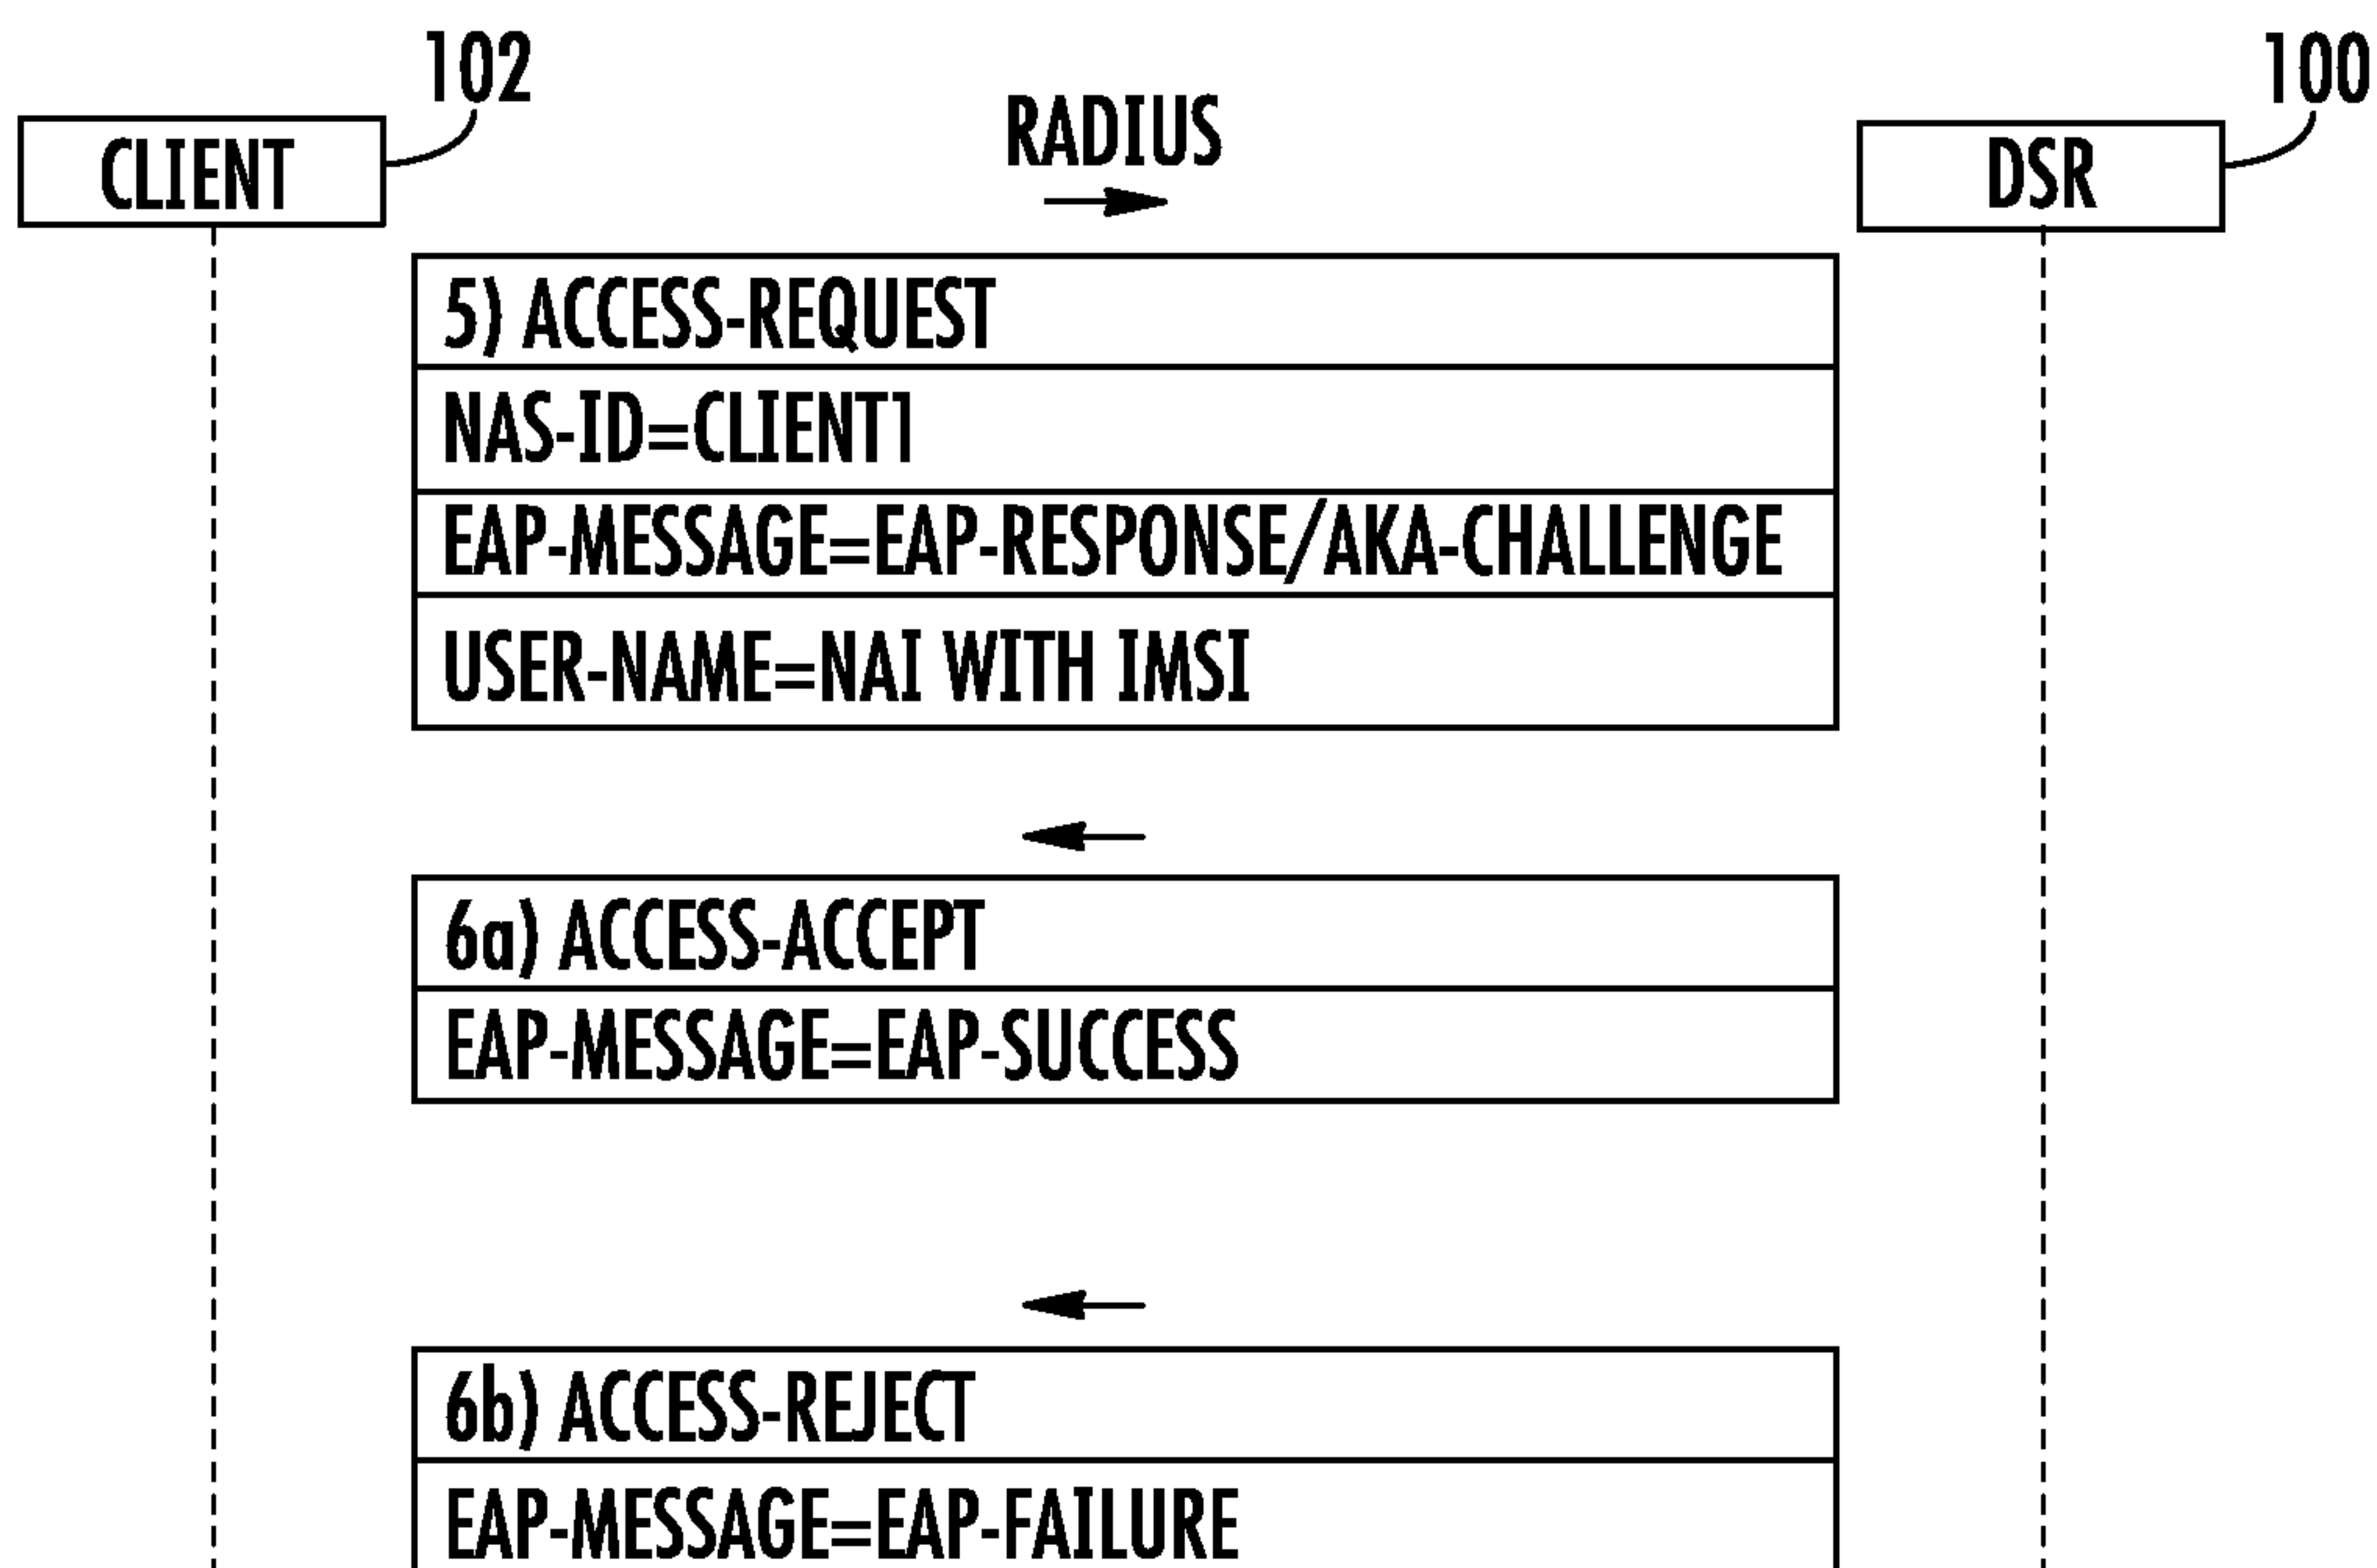 102
100
RADIUS
CLIENT
DSR
5) ACCESS-REQUEST
NAS-ID=CLIENT1
EAP-MESSAGE=EAP-RESPONSE/AKA-CHALLENGE
USER-NAME=NAI WITH IMSI
6a) ACCESS-ACCEPT
EAP-MESSAGE=EAP-SUCCESS
6b) ACCESS-REJECT
EAP-MESSAGE=EAP-FAILURE